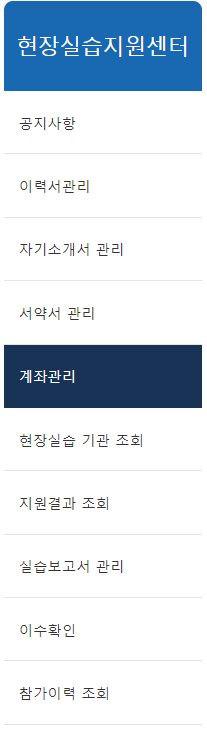 현장실습지원센터
공지사항
이력서관리
자기소개서 관리
서약서 관리
계좌관리
현장실습 기관 조회
지원결과 조회
실습보고서 관리
이수확인
참가이력 조회